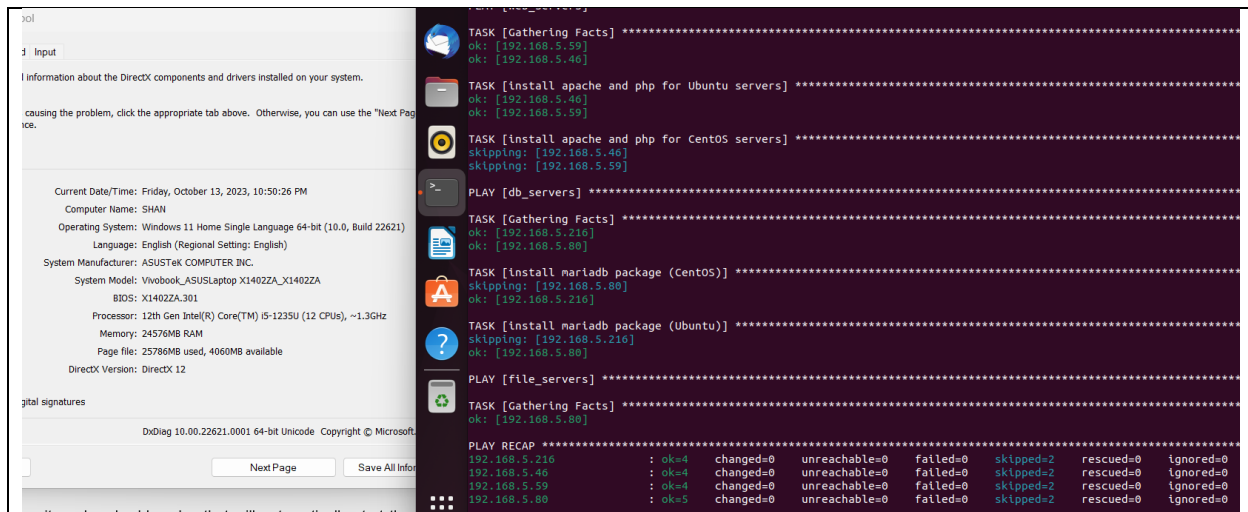 ool
d Input
l information about the DirectX components and drivers installed on your system.
causing the problem, click the appropriate tab above. Otherwise, you can use the "Next Pag
nce.
Current Date/Time: Friday, October 13, 2023, 10:50:26 PM
Computer Name: SHAN
Operating System: Windows 11 Home Single Language 64-bit (10.0, Build 22621)
Language: English (Regional Setting: English)
System Manufacturer: ASUSTeK COMPUTER INC.
System Model: Vivobook_ASUSLaptop X1402ZA_X1402ZA
BIOS: X1402ZA.301
Processor: 12th Gen Intel(R) Core(TM) i5-1235U (12 CPUs), ~1.3GHz
Memory: 24576MB RAM
Page file: 25786MB used, 4060MB available
DirectX Version: DirectX 12
gital signatures
DxDiag 10.00.22621.0001 64-bit Unicode Copyright © Microsoft.
Next Page Save All Infor
PLAY [web_servers]
TASK [Gathering Facts] ****************************************************************************
ok: [192.168.5.59]
ok: [192.168.5.46]
TASK [install apache and php for Ubuntu servers] **************************************************
ok: [192.168.5.46]
ok: [192.168.5.59]
TASK [install apache and php for CentOS servers] **************************************************
skipping: [192.168.5.46]
skipping: [192.168.5.59]
PLAY [db_servers] *********************************************************************************
TASK [Gathering Facts] ****************************************************************************
ok: [192.168.5.216]
ok: [192.168.5.80]
TASK [install mariadb package (CentOS)] ***********************************************************
skipping: [192.168.5.80]
ok: [192.168.5.216]
TASK [install mariadb package (Ubuntu)] ***********************************************************
skipping: [192.168.5.216]
ok: [192.168.5.80]
PLAY [file_servers] *******************************************************************************
TASK [Gathering Facts] ****************************************************************************
ok: [192.168.5.80]
PLAY RECAP ****************************************************************************************
192.168.5.216 : ok=4 changed=0 unreachable=0 failed=0 skipped=2 rescued=0 ignored=0
192.168.5.46 : ok=4 changed=0 unreachable=0 failed=0 skipped=2 rescued=0 ignored=0
192.168.5.59 : ok=4 changed=0 unreachable=0 failed=0 skipped=2 rescued=0 ignored=0
192.168.5.80 : ok=5 changed=0 unreachable=0 failed=0 skipped=2 rescued=0 ignored=0